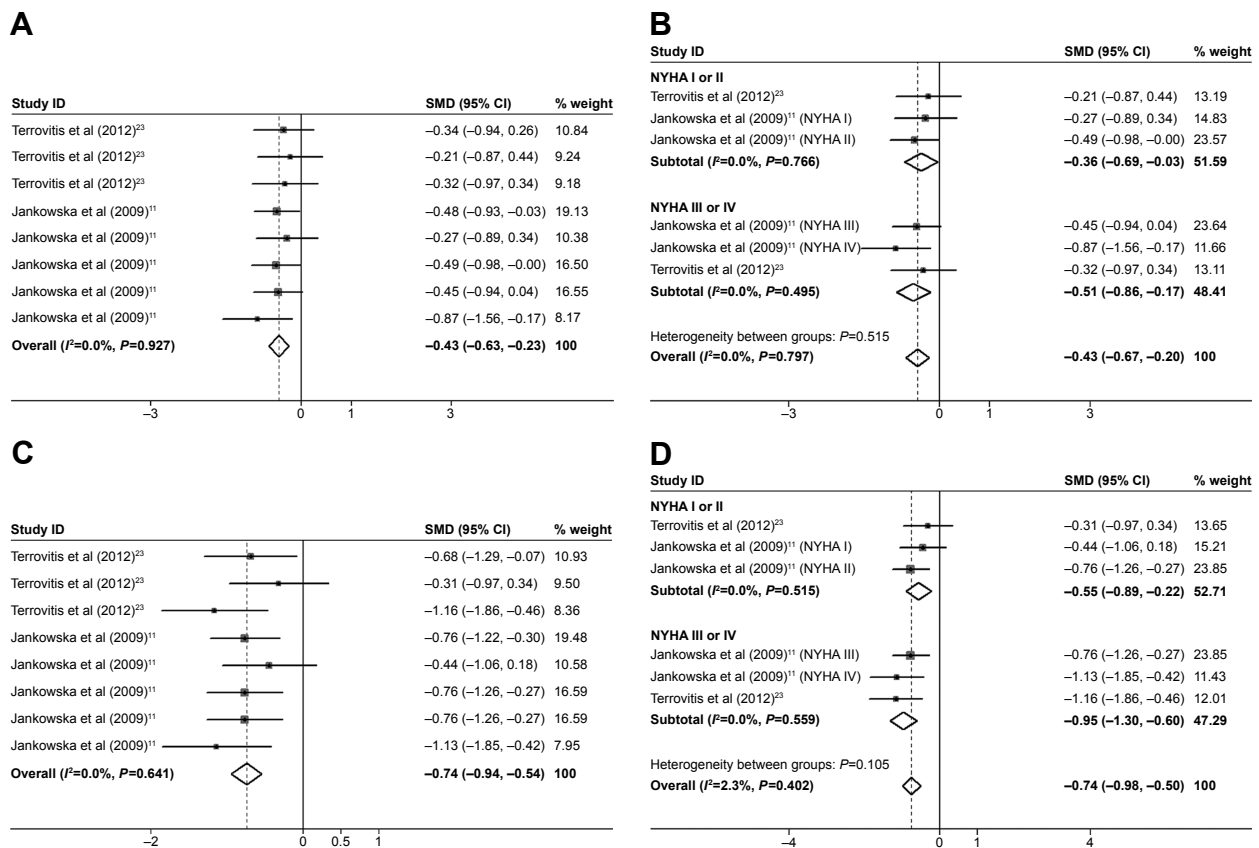 A
Study ID SMD (95% CI) % weight
Terrovitis et al (2012)²³ –0.34 (–0.94, 0.26) 10.84
Terrovitis et al (2012)²³ –0.21 (–0.87, 0.44) 9.24
Terrovitis et al (2012)²³ –0.32 (–0.97, 0.34) 9.18
Jankowska et al (2009)¹¹ –0.48 (–0.93, –0.03) 19.13
Jankowska et al (2009)¹¹ –0.27 (–0.89, 0.34) 10.38
Jankowska et al (2009)¹¹ –0.49 (–0.98, –0.00) 16.50
Jankowska et al (2009)¹¹ –0.45 (–0.94, 0.04) 16.55
Jankowska et al (2009)¹¹ –0.87 (–1.56, –0.17) 8.17
Overall (I²=0.0%, P=0.927) –0.43 (–0.63, –0.23) 100
–3 0 1 3
B
Study ID SMD (95% CI) % weight
NYHA I or II
Terrovitis et al (2012)²³ –0.21 (–0.87, 0.44) 13.19
Jankowska et al (2009)¹¹ (NYHA I) –0.27 (–0.89, 0.34) 14.83
Jankowska et al (2009)¹¹ (NYHA II) –0.49 (–0.98, –0.00) 23.57
Subtotal (I²=0.0%, P=0.766) –0.36 (–0.69, –0.03) 51.59
NYHA III or IV
Jankowska et al (2009)¹¹ (NYHA III) –0.45 (–0.94, 0.04) 23.64
Jankowska et al (2009)¹¹ (NYHA IV) –0.87 (–1.56, –0.17) 11.66
Terrovitis et al (2012)²³ –0.32 (–0.97, 0.34) 13.11
Subtotal (I²=0.0%, P=0.495) –0.51 (–0.86, –0.17) 48.41
Heterogeneity between groups: P=0.515
Overall (I²=0.0%, P=0.797) –0.43 (–0.67, –0.20) 100
–3 0 1 3
C
Study ID SMD (95% CI) % weight
Terrovitis et al (2012)²³ –0.68 (–1.29, –0.07) 10.93
Terrovitis et al (2012)²³ –0.31 (–0.97, 0.34) 9.50
Terrovitis et al (2012)²³ –1.16 (–1.86, –0.46) 8.36
Jankowska et al (2009)¹¹ –0.76 (–1.22, –0.30) 19.48
Jankowska et al (2009)¹¹ –0.44 (–1.06, 0.18) 10.58
Jankowska et al (2009)¹¹ –0.76 (–1.26, –0.27) 16.59
Jankowska et al (2009)¹¹ –0.76 (–1.26, –0.27) 16.59
Jankowska et al (2009)¹¹ –1.13 (–1.85, –0.42) 7.95
Overall (I²=0.0%, P=0.641) –0.74 (–0.94, –0.54) 100
–2 0 0.5 1
D
Study ID SMD (95% CI) % weight
NYHA I or II
Terrovitis et al (2012)²³ –0.31 (–0.97, 0.34) 13.65
Jankowska et al (2009)¹¹ (NYHA I) –0.44 (–1.06, 0.18) 15.21
Jankowska et al (2009)¹¹ (NYHA II) –0.76 (–1.26, –0.27) 23.85
Subtotal (I²=0.0%, P=0.515) –0.55 (–0.89, –0.22) 52.71
NYHA III or IV
Jankowska et al (2009)¹¹ (NYHA III) –0.76 (–1.26, –0.27) 23.85
Jankowska et al (2009)¹¹ (NYHA IV) –1.13 (–1.85, –0.42) 11.43
Terrovitis et al (2012)²³ –1.16 (–1.86, –0.46) 12.01
Subtotal (I²=0.0%, P=0.559) –0.95 (–1.30, –0.60) 47.29
Heterogeneity between groups: P=0.105
Overall (I²=2.3%, P=0.402) –0.74 (–0.98, –0.50) 100
–4 0 1 4